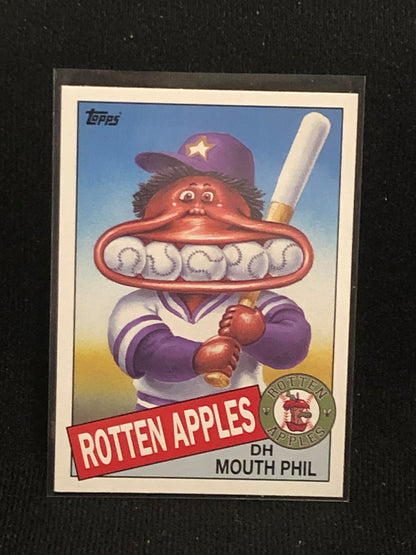 Topps
ROTTEN APPLES
ROTTEN
APPLES
DH
MOUTH PHIL